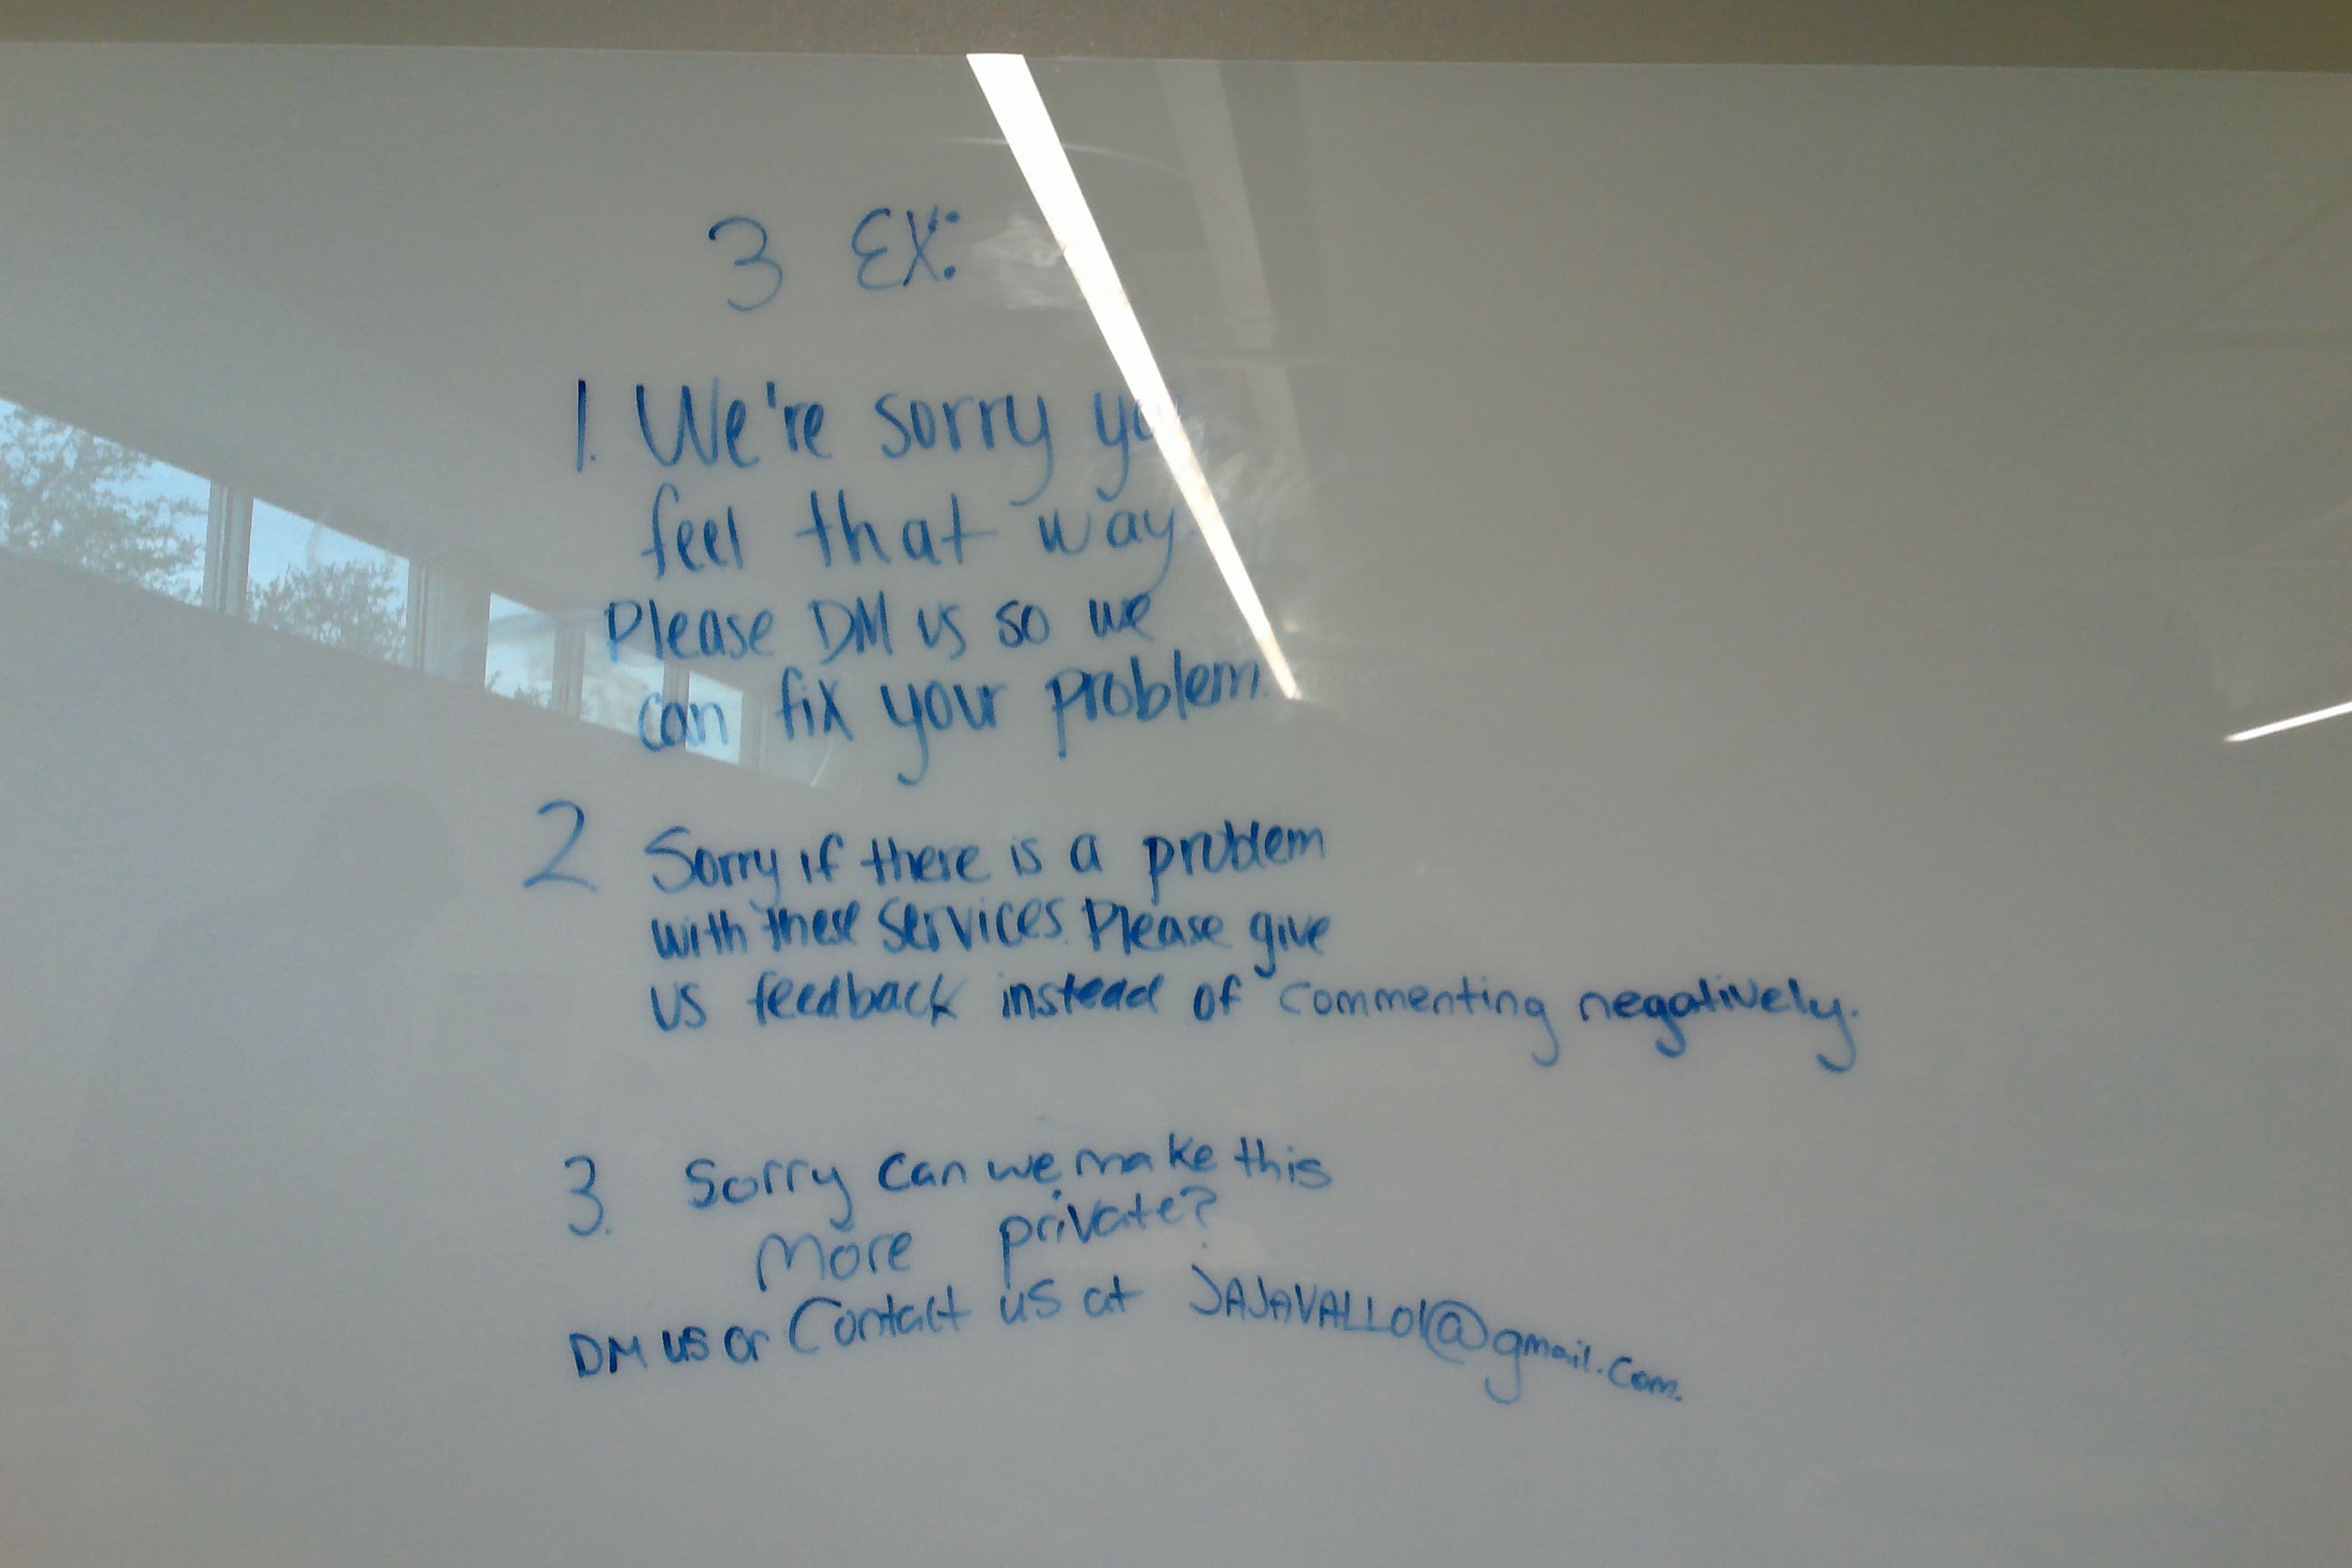 3 EX:
1. We're sorry you
feel that way.
Please DM us so we
can fix your problem.
2. Sorry if there is a problem
with these services. Please give
us feedback instead of commenting negatively.
3. Sorry can we make this
more private?
DM us or Contact us at JAJAVALLO1@gmail.com.